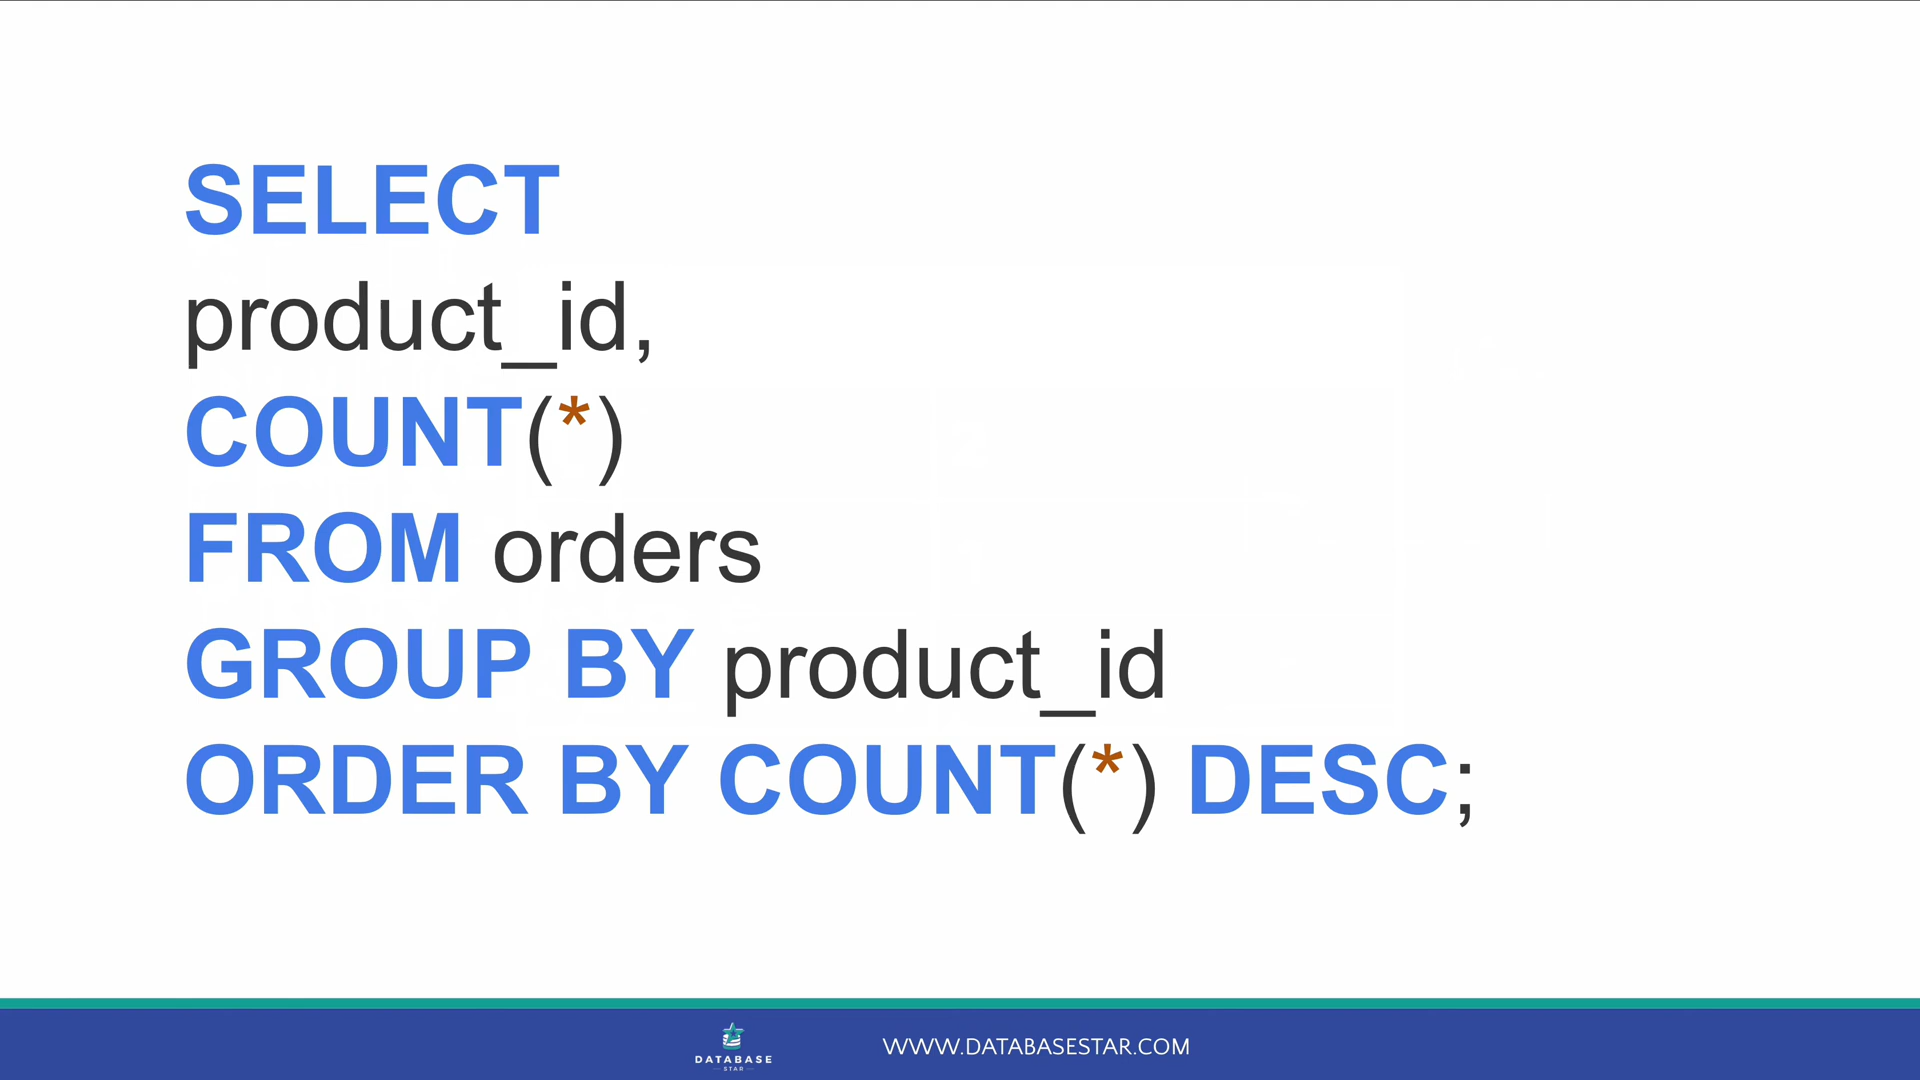 SELECT
product_id,
COUNT(*)
FROM orders
GROUP BY product_id
ORDER BY COUNT(*) DESC;
DATABASE
STAR
WWW.DATABASESTAR.COM